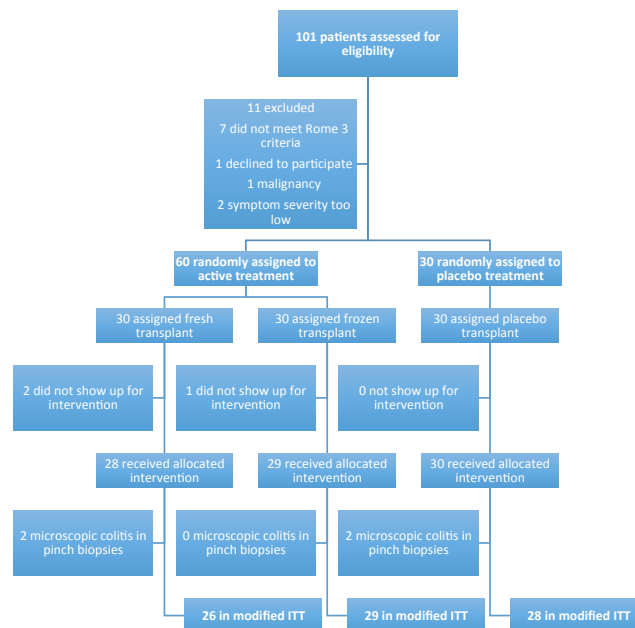 101 patients assessed for
eligibility
11 excluded
7 did not meet Rome 3
criteria
1 declined to participate
1 malignancy
2 symptom severity too
low
60 randomly assigned to
active treatment
30 randomly assigned to
placebo treatment
30 assigned fresh
transplant
30 assigned frozen
transplant
30 assigned placebo
transplant
2 did not show up for
intervention
1 did not show up for
intervention
0 not show up for
intervention
28 received allocated
intervention
29 received allocated
intervention
30 received allocated
intervention
2 microscopic colitis in
pinch biopsies
0 microscopic colitis in
pinch biopsies
2 microscopic colitis in
pinch biopsies
26 in modified ITT
29 in modified ITT
28 in modified ITT